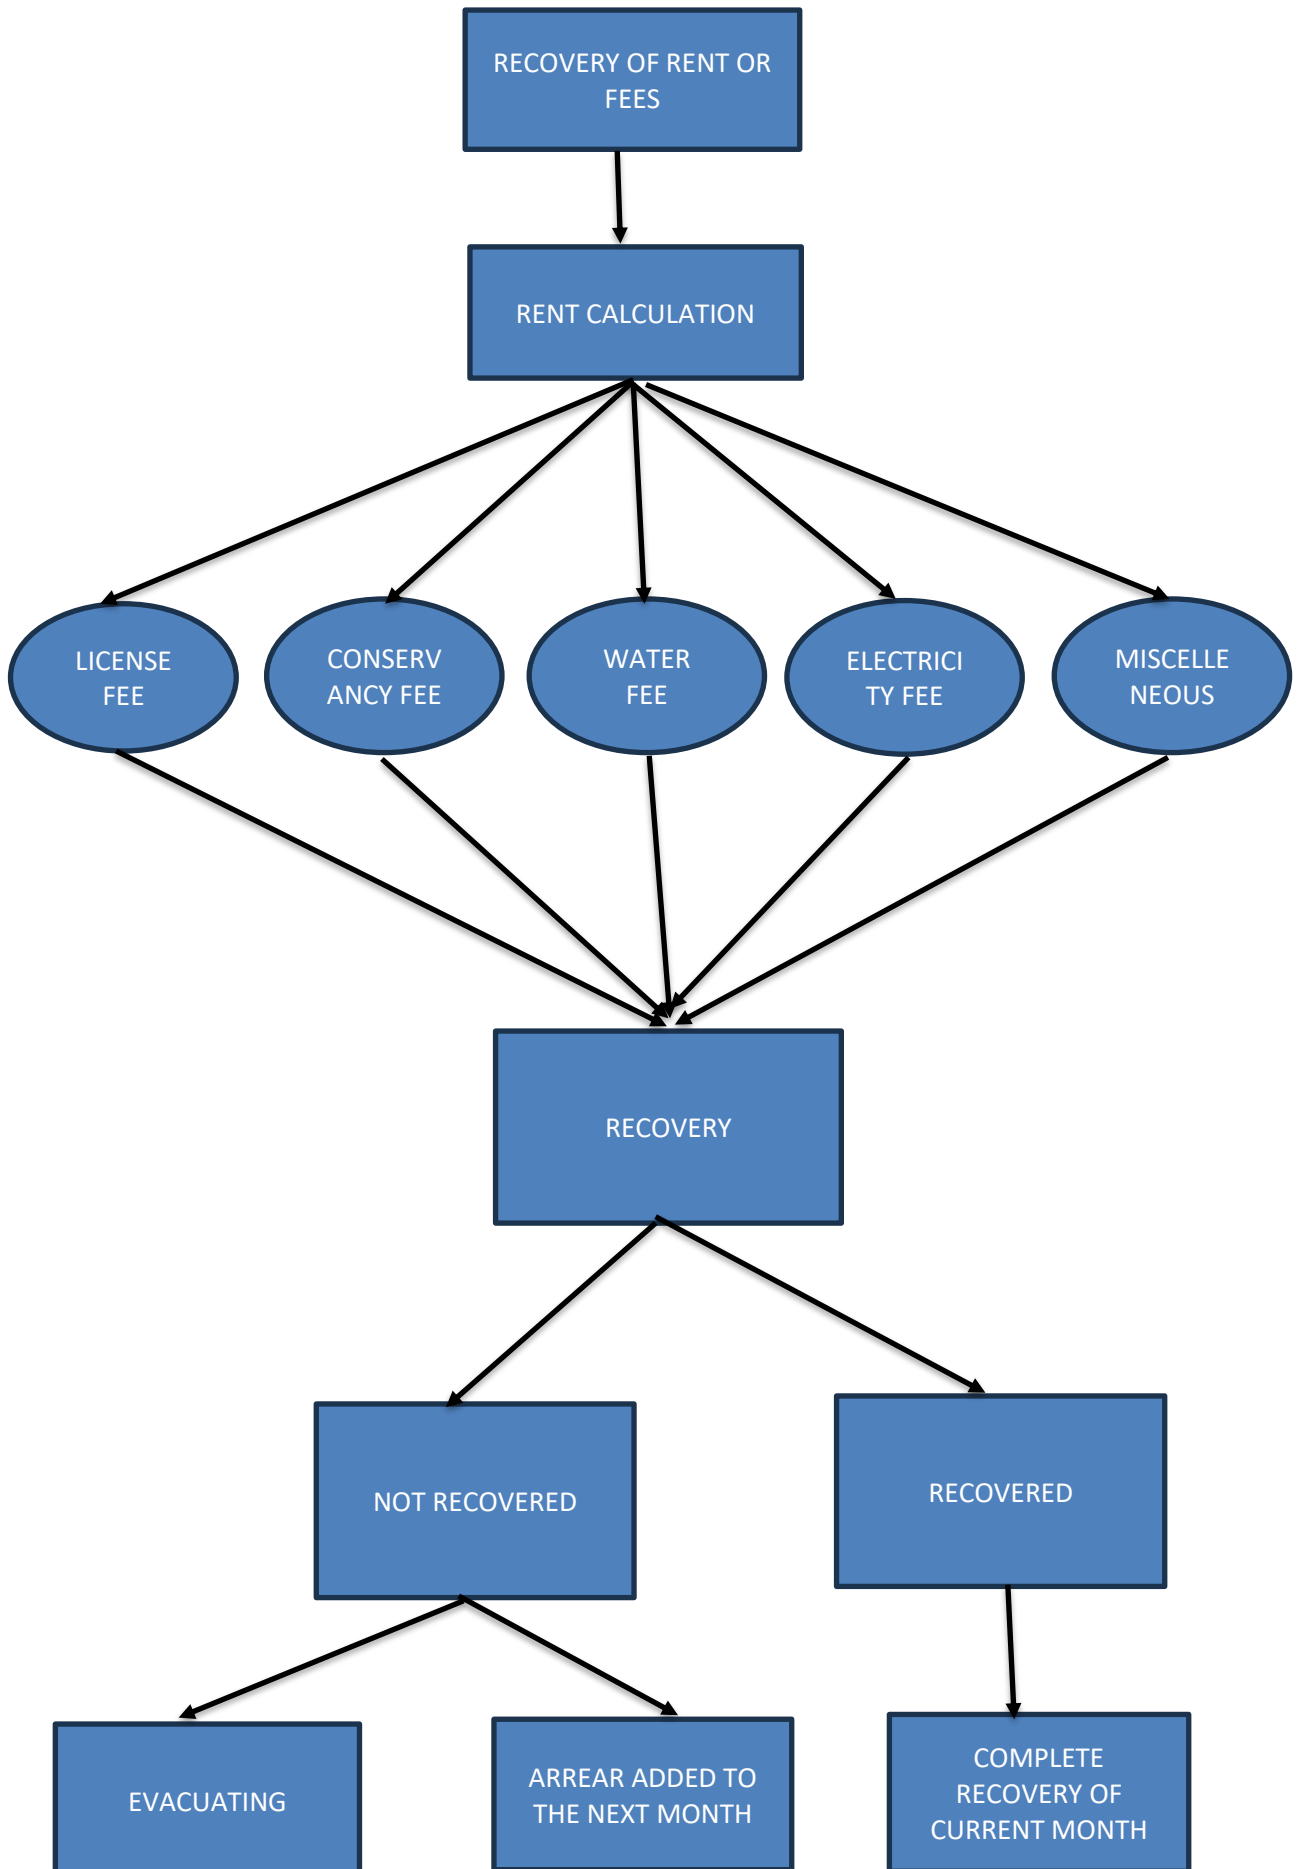 RECOVERY OF RENT OR
FEES
RENT CALCULATION
LICENSE
FEE
CONSERV
ANCY FEE
WATER
FEE
ELECTRICI
TY FEE
MISCELLE
NEOUS
RECOVERY
NOT RECOVERED
RECOVERED
EVACUATING
ARREAR ADDED TO
THE NEXT MONTH
COMPLETE
RECOVERY OF
CURRENT MONTH